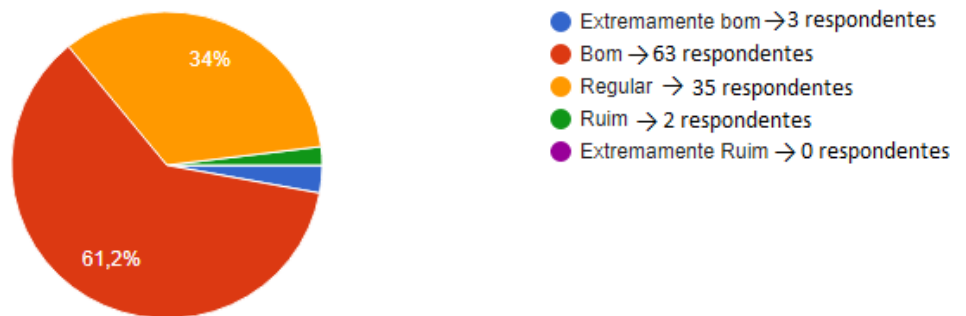 34%
61,2%
Extremamente bom → 3 respondentes
Bom → 63 respondentes
Regular → 35 respondentes
Ruim → 2 respondentes
Extremamente Ruim → 0 respondentes